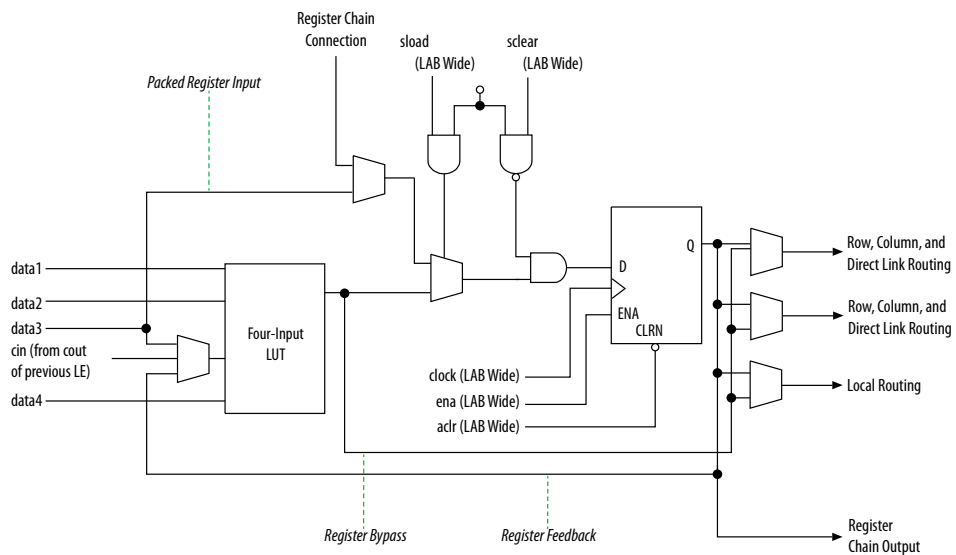 Register Chain
Connection
sload
(LAB Wide)
sclear
(LAB Wide)
Packed Register Input
data1
data2
data3
cin (from cout
of previous LE)
data4
Four-Input
LUT
D
Q
ENA
CLRN
clock (LAB Wide)
ena (LAB Wide)
aclr (LAB Wide)
Row, Column, and
Direct Link Routing
Row, Column, and
Direct Link Routing
Local Routing
Register Bypass
Register Feedback
Register
Chain Output